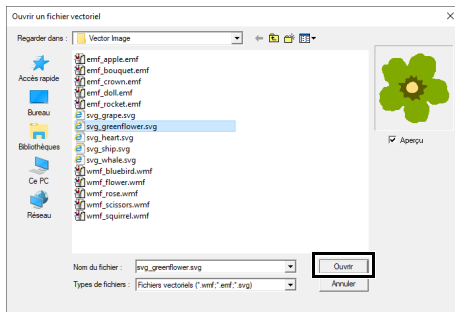 Ouvrir un fichier vectoriel
Regarder dans : Vector Image
Accès rapide
Bureau
Bibliothèques
Ce PC
Réseau
emf_apple.emf
emf_bouquet.emf
emf_crown.emf
emf_doll.emf
emf_rocket.emf
svg_grape.svg
svg_greenflower.svg
svg_heart.svg
svg_ship.svg
svg_whale.svg
wmf_bluebird.wmf
wmf_flower.wmf
wmf_rose.wmf
wmf_scissors.wmf
wmf_squirrel.wmf
Aperçu
Nom du fichier : svg_greenflower.svg Ouvrir
Types de fichiers : Fichiers vectoriels (*.wmf;*.emf;*.svg) Annuler